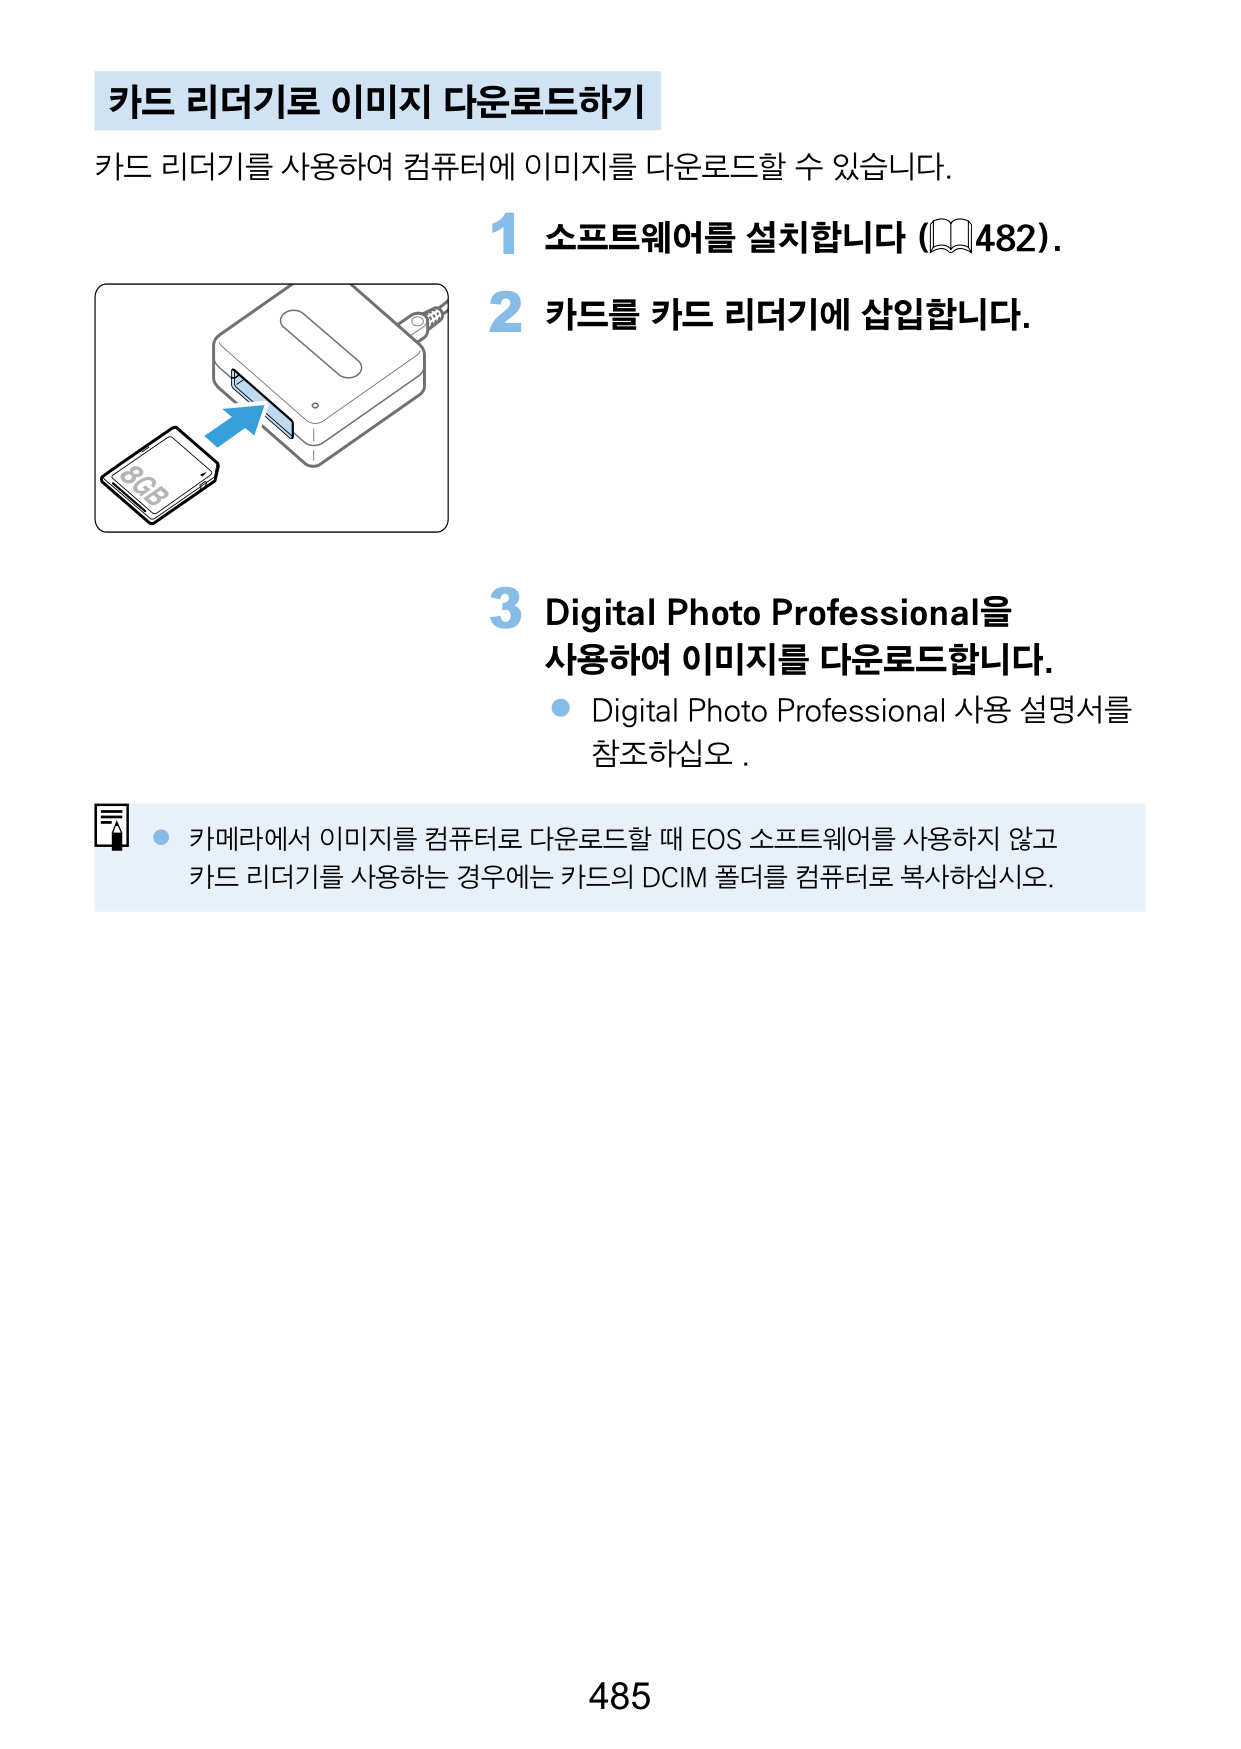 카드 리더기로 이미지 다운로드하기
카드 리더기를 사용하여 컴퓨터에 이미지를 다운로드할 수 있습니다.
1 소프트웨어를 설치합니다 (482).
2 카드를 카드 리더기에 삽입합니다.
8GB
3 Digital Photo Professional을
사용하여 이미지를 다운로드합니다.
● Digital Photo Professional 사용 설명서를
참조하십오 .
● 카메라에서 이미지를 컴퓨터로 다운로드할 때 EOS 소프트웨어를 사용하지 않고
카드 리더기를 사용하는 경우에는 카드의 DCIM 폴더를 컴퓨터로 복사하십시오.
485